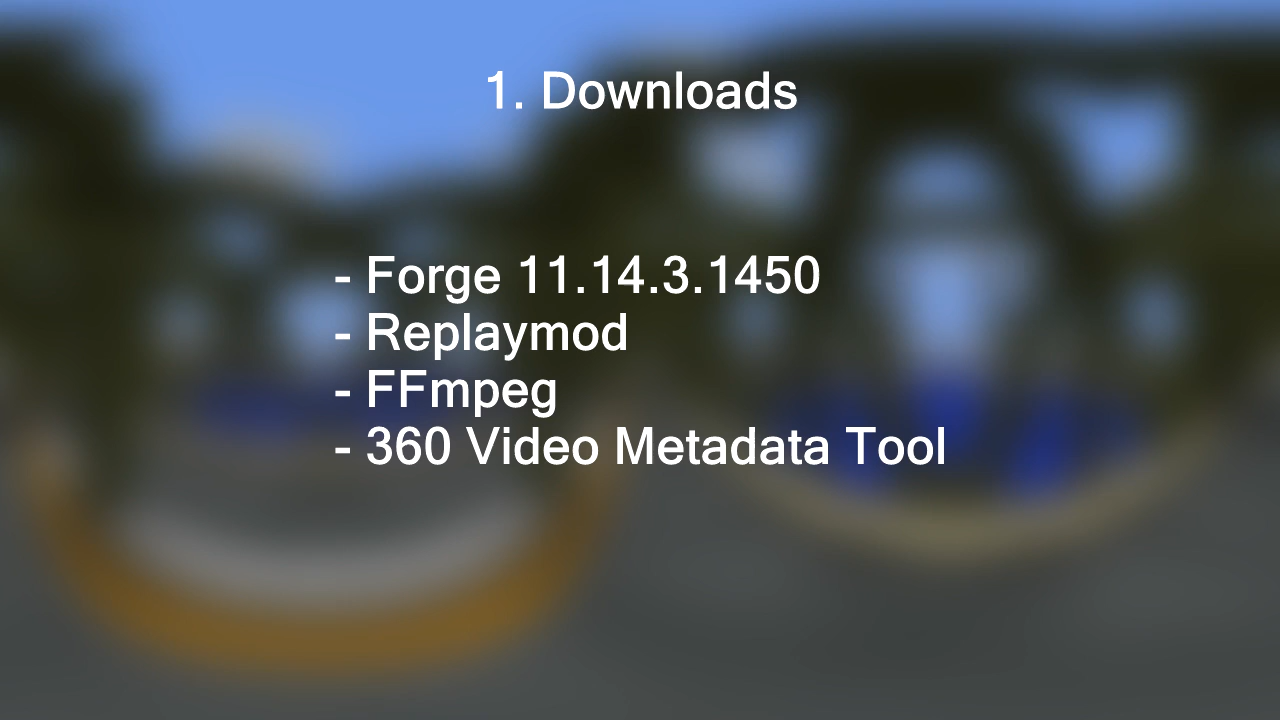 1. Downloads
- Forge 11.14.3.1450
- Replaymod
- FFmpeg
- 360 Video Metadata Tool